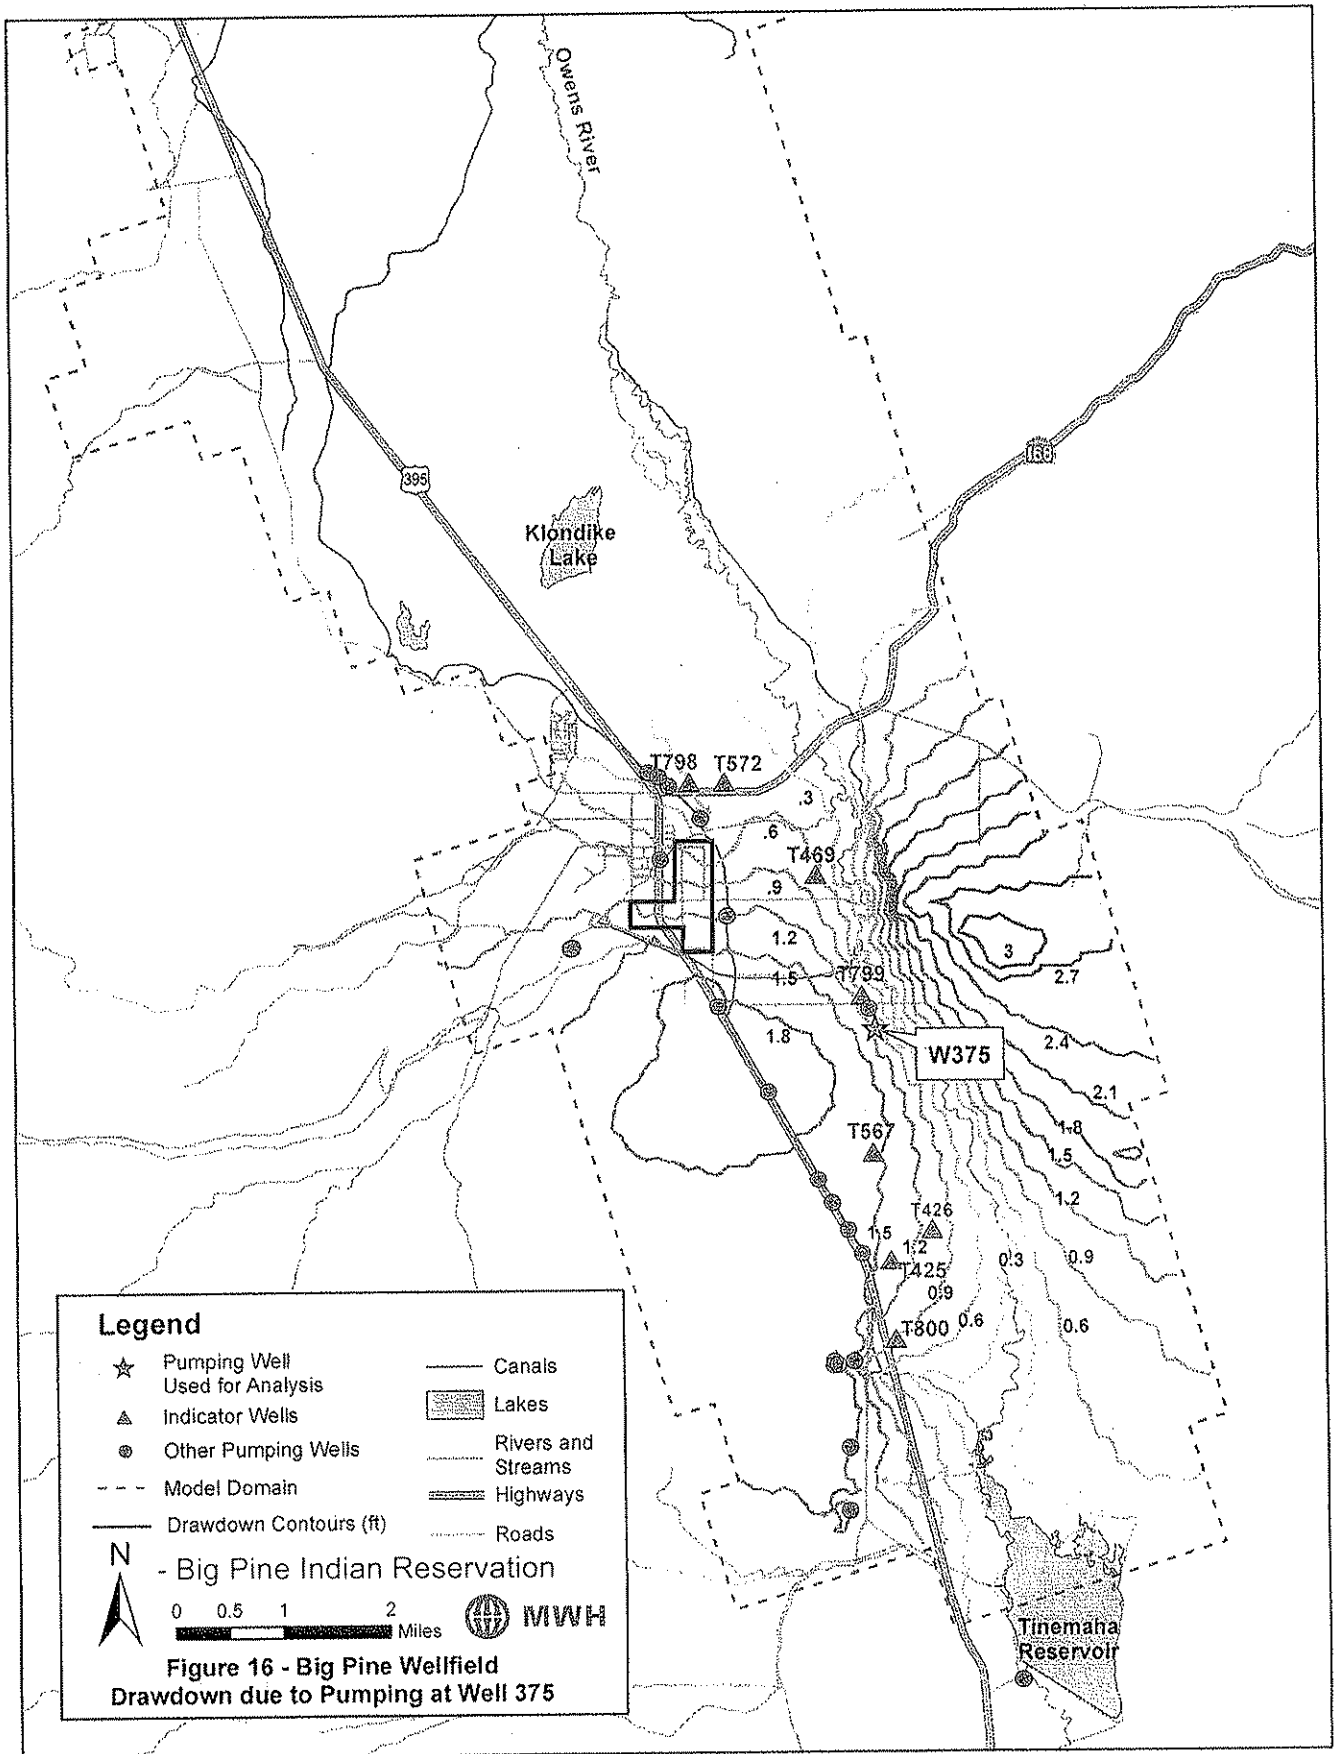 Owens River
168
395
Klondike
Lake
T798
T572
.3
.6
T469
.9
1.2
3
2.7
1.5
T799
1.8
W375
2.4
2.1
1.8
T567
1.5
1.2
T426
1.5
1.2
T425
0.3
0.9
0.9
T800
0.6
0.6
Legend
Pumping Well
Used for Analysis
Indicator Wells
Other Pumping Wells
Model Domain
Drawdown Contours (ft)
Canals
Lakes
Rivers and
Streams
Highways
Roads
N
- Big Pine Indian Reservation
0 0.5 1 2
Miles
MWH
Figure 16 - Big Pine Wellfield
Drawdown due to Pumping at Well 375
Tinemaha
Reservoir